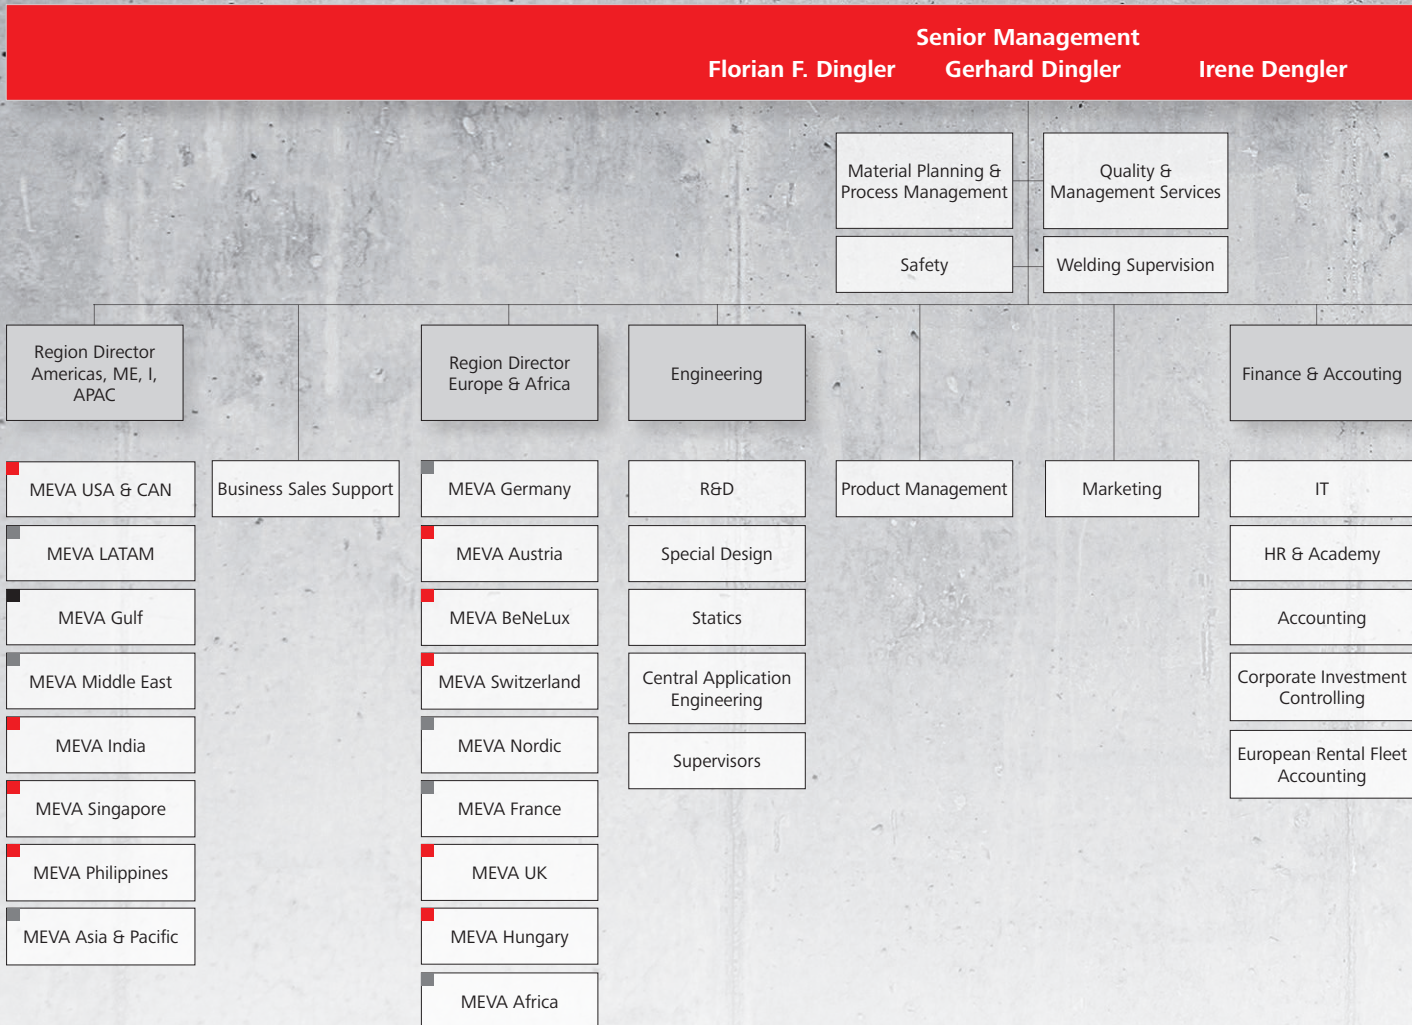 Senior Management
Florian F. Dingler Gerhard Dingler Irene Dengler
Material Planning &
Process Management
Quality &
Management Services
Safety
Welding Supervision
Region Director
Americas, ME, I,
APAC
Region Director
Europe & Africa
Engineering
Finance & Accouting
MEVA USA & CAN
MEVA LATAM
MEVA Gulf
MEVA Middle East
MEVA India
MEVA Singapore
MEVA Philippines
MEVA Asia & Pacific
Business Sales Support
MEVA Germany
MEVA Austria
MEVA BeNeLux
MEVA Switzerland
MEVA Nordic
MEVA France
MEVA UK
MEVA Hungary
MEVA Africa
R&D
Special Design
Statics
Central Application
Engineering
Supervisors
Product Management
Marketing
IT
HR & Academy
Accounting
Corporate Investment
Controlling
European Rental Fleet
Accounting